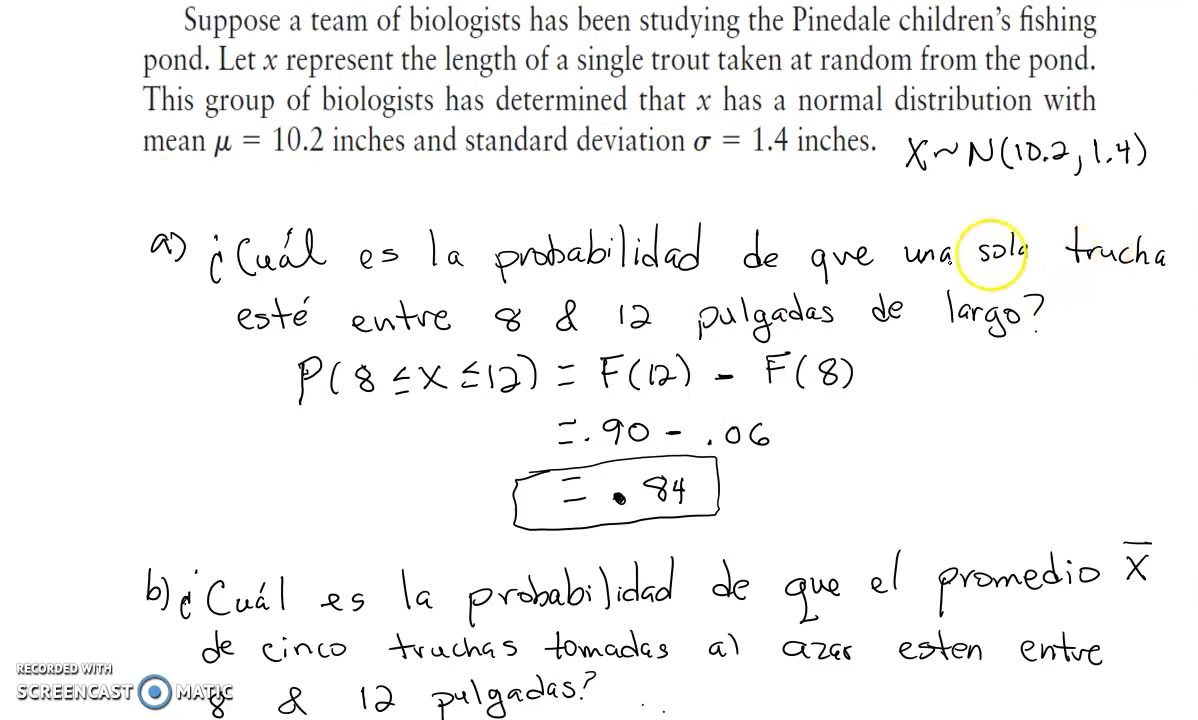 Suppose a team of biologists has been studying the Pinedale children's fishing
pond. Let x represent the length of a single trout taken at random from the pond.
This group of biologists has determined that x has a normal distribution with
mean μ = 10.2 inches and standard deviation σ = 1.4 inches. X~N(10.2, 1.4)
a) ¿Cuál es la probabilidad de que una sola trucha
esté entre 8 & 12 pulgadas de largo?
P(8 ≤ X ≤ 12) = F(12) - F(8)
= .90 - .06
= .84
b) ¿Cuál es la probabilidad de que el promedio X̄
de cinco truchas tomadas al azar esten entre
8 & 12 pulgadas?
RECORDED WITH
SCREENCAST MATIC